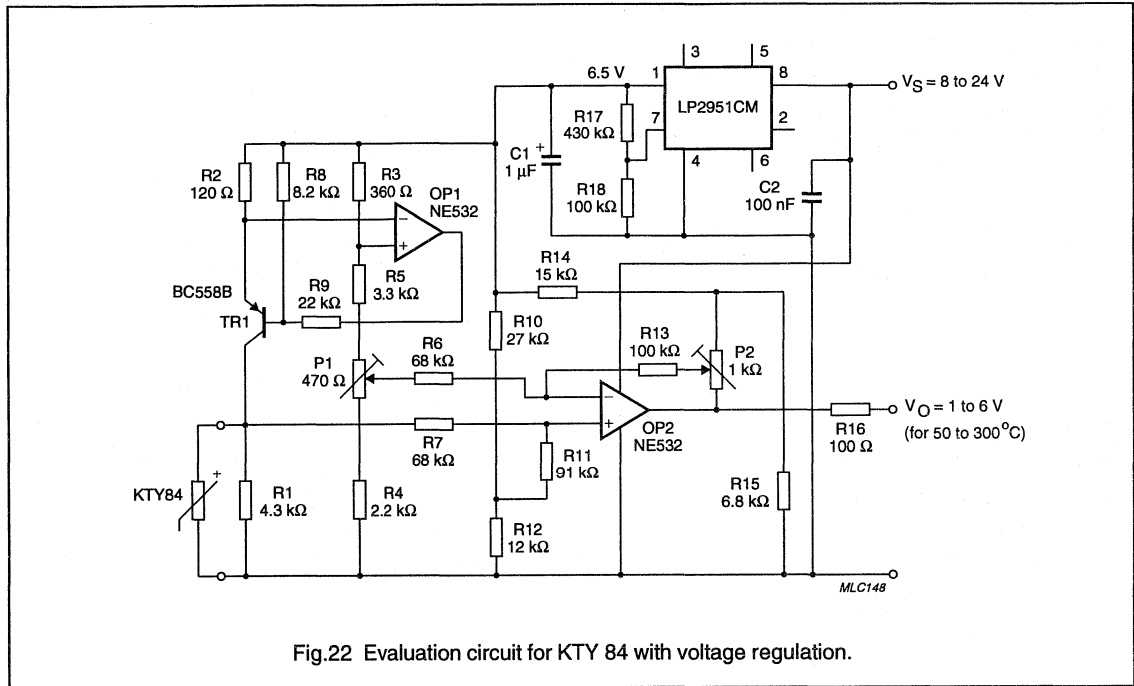 3
5
6.5 V
1
8
VS = 8 to 24 V
LP2951CM
R17
430 kΩ
7
2
C1
+
1 µF
4
6
R18
100 kΩ
C2
100 nF
R2
120 Ω
R8
8.2 kΩ
R3
360 Ω
OP1
NE532
−
+
R14
15 kΩ
R5
3.3 kΩ
BC558B
R9
22 kΩ
TR1
R10
27 kΩ
R13
100 kΩ
P2
1 kΩ
P1
470 Ω
R6
68 kΩ
−
+
OP2
NE532
VO = 1 to 6 V
(for 50 to 300 °C)
R16
100 Ω
R7
68 kΩ
R11
91 kΩ
KTY84
+
R1
4.3 kΩ
R4
2.2 kΩ
R15
6.8 kΩ
R12
12 kΩ
MLC148
Fig.22 Evaluation circuit for KTY 84 with voltage regulation.